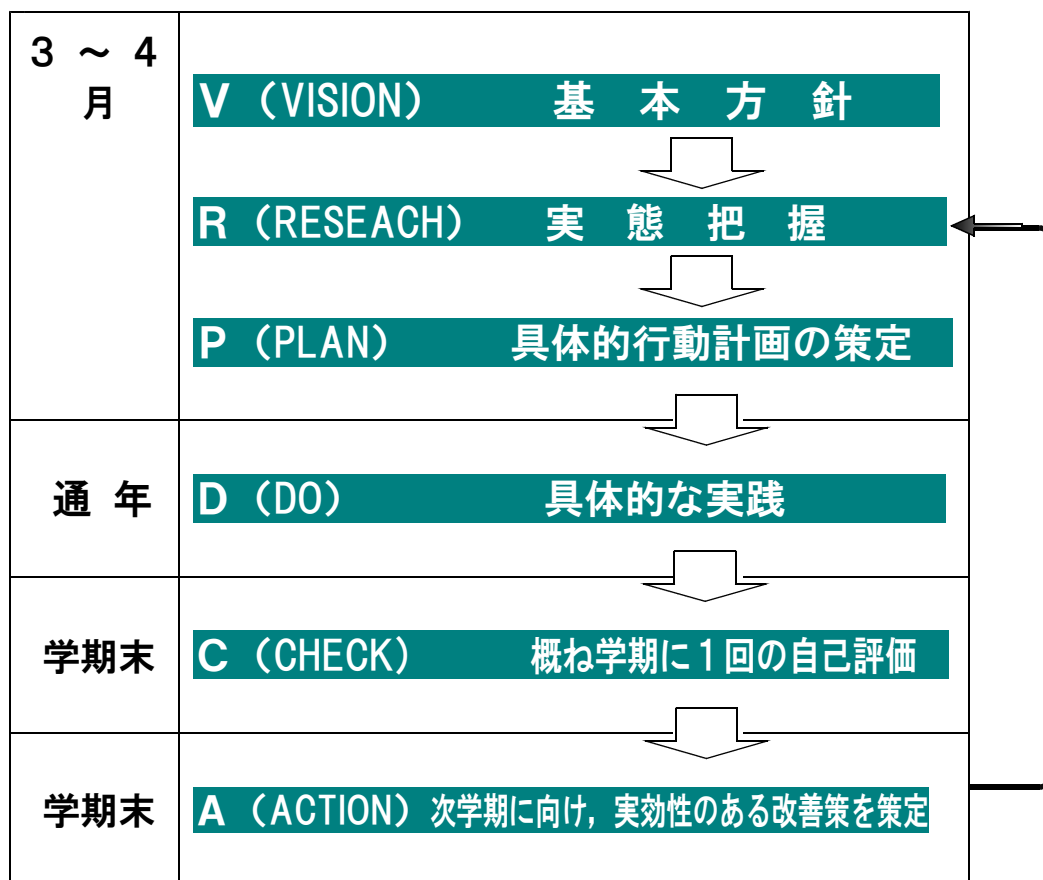 ３ ～ ４
月
V（VISION） 基 本 方 針
R（RESEACH） 実 態 把 握
P（PLAN） 具体的行動計画の策定
通 年
D（DO） 具体的な実践
学期末
C（CHECK） 概ね学期に１回の自己評価
学期末
A（ACTION）次学期に向け，実効性のある改善策を策定